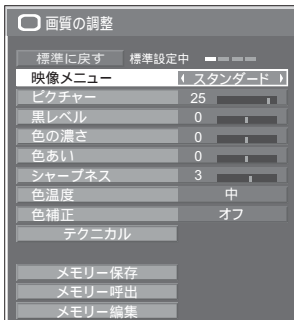 画質の調整
標準に戻す 標準設定中
映像メニュー スタンダード
ピクチャー 25
黒レベル 0
色の濃さ 0
色あい 0
シャープネス 3
色温度 中
色補正 オフ
テクニカル
メモリー保存
メモリー呼出
メモリー編集